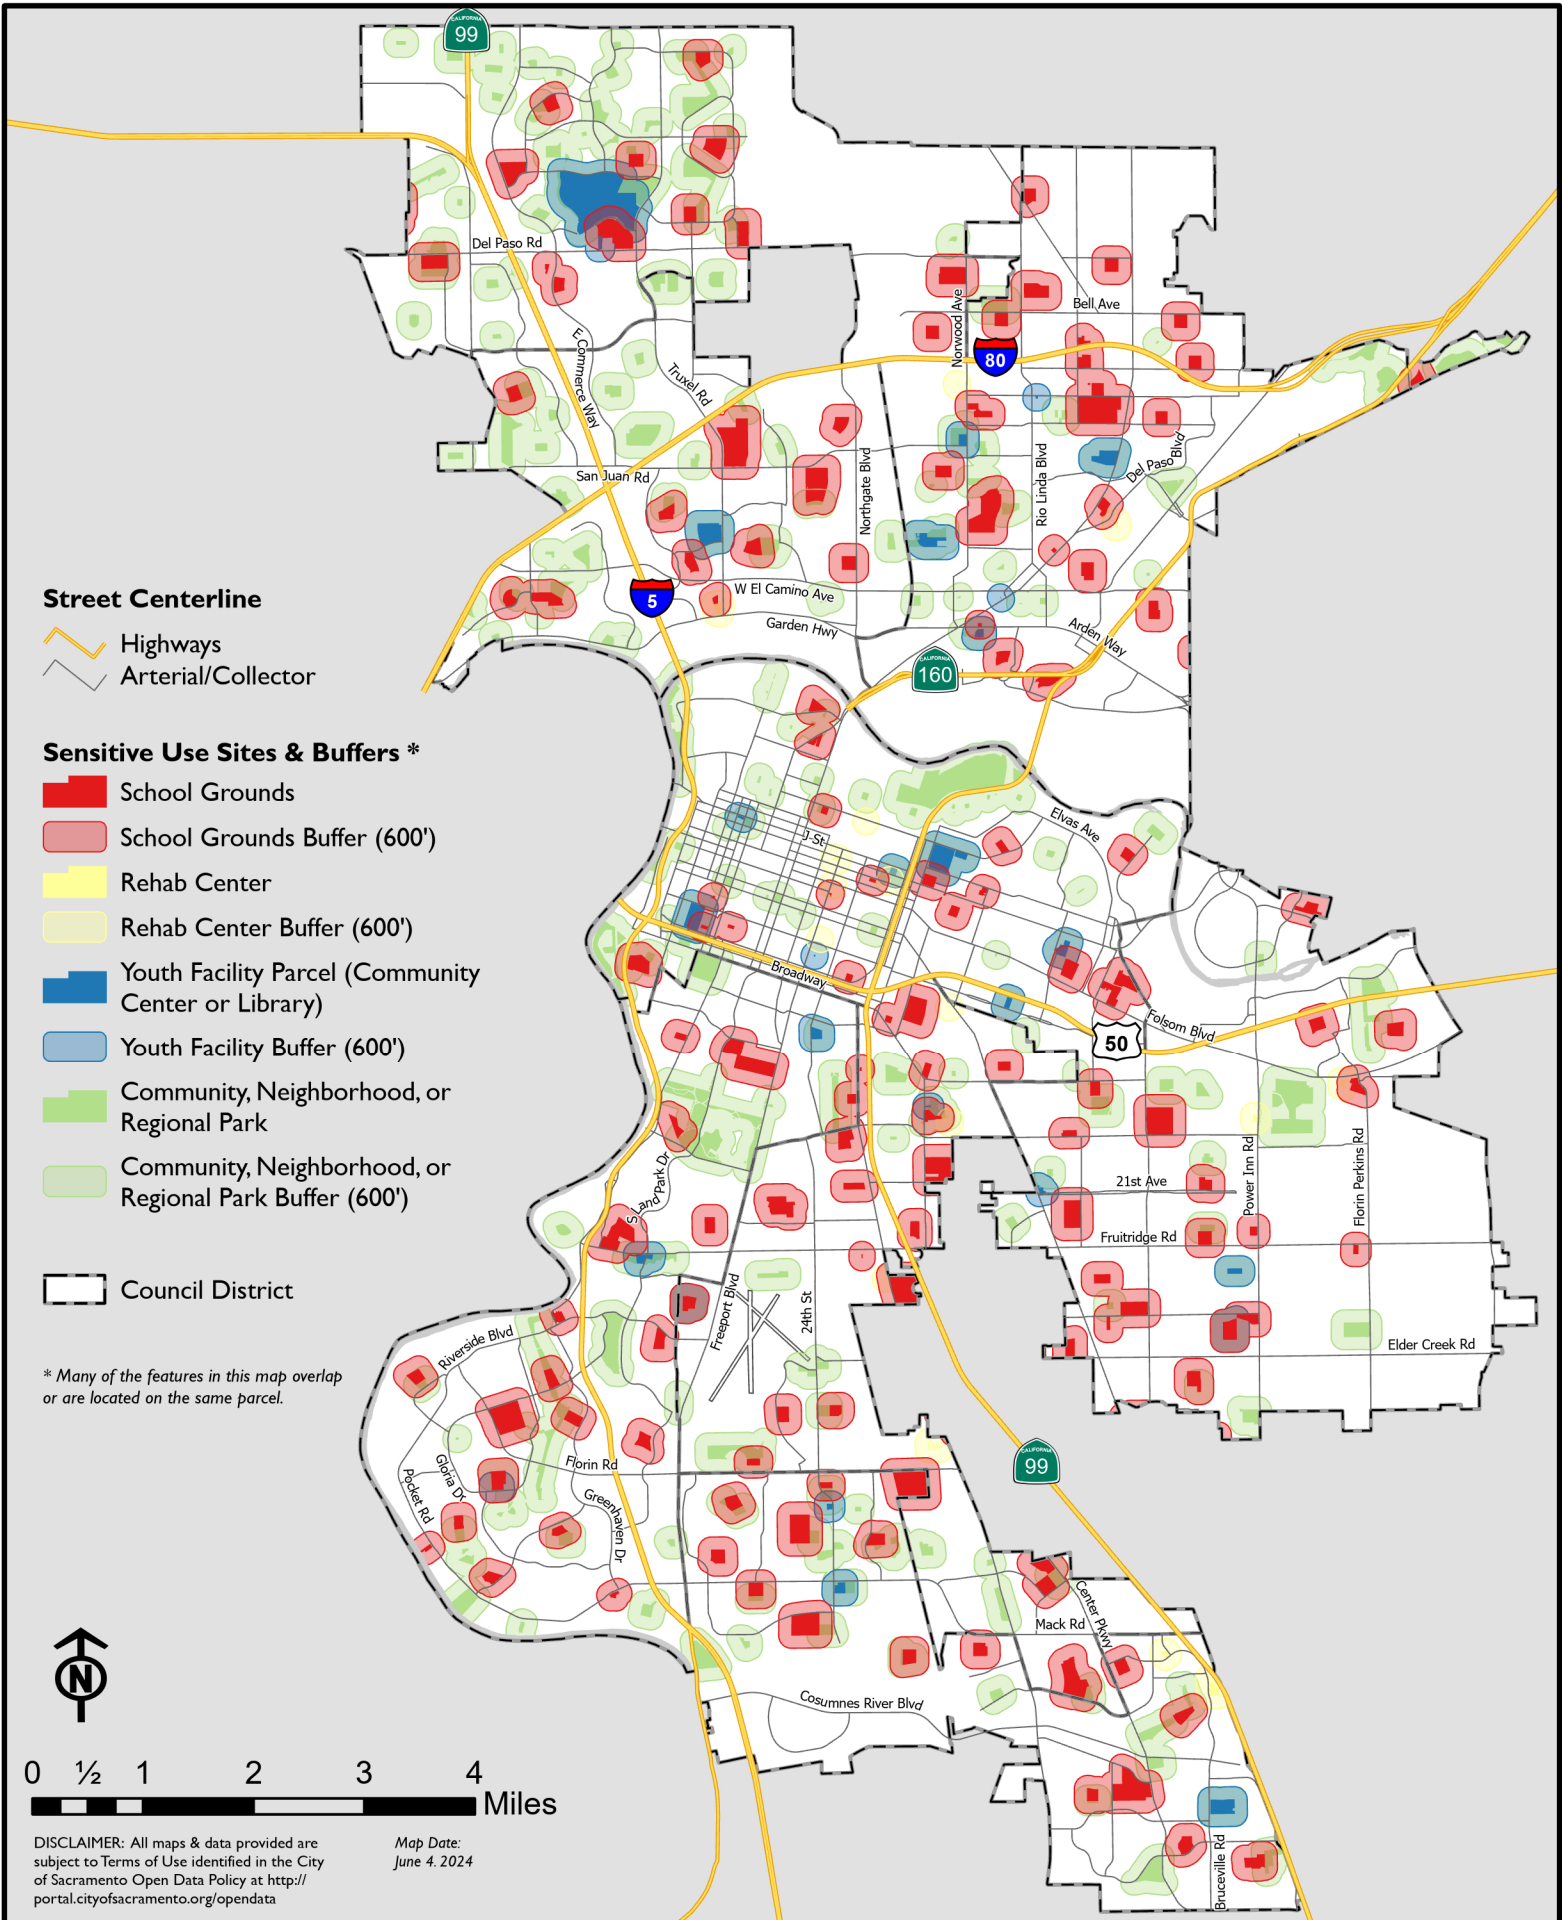 CALIFORNIA
99
Del Paso Rd
Bell Ave
Norwood Ave
80
E Commerce Way
Truxel Rd
San Juan Rd
Northgate Blvd
Rio Linda Blvd
Del Paso Blvd
W El Camino Ave
5
Garden Hwy
Arden Way
CALIFORNIA
160
Street Centerline
Highways
Arterial/Collector
Sensitive Use Sites & Buffers *
School Grounds
School Grounds Buffer (600')
Rehab Center
Rehab Center Buffer (600')
Youth Facility Parcel (Community
Center or Library)
Youth Facility Buffer (600')
Community, Neighborhood, or
Regional Park
Community, Neighborhood, or
Regional Park Buffer (600')
Council District
* Many of the features in this map overlap
or are located on the same parcel.
J St
Elvas Ave
Broadway
Folsom Blvd
50
S Land Park Dr
21st Ave
Power Inn Rd
Florin Perkins Rd
Fruitridge Rd
Freeport Blvd
24th St
Elder Creek Rd
Riverside Blvd
Gloria Dr
Pocket Rd
Florin Rd
Greenhaven Dr
CALIFORNIA
99
Center Pkwy
Mack Rd
Cosumnes River Blvd
Bruceville Rd
N
0 ½ 1 2 3 4
Miles
DISCLAIMER: All maps & data provided are
subject to Terms of Use identified in the City
of Sacramento Open Data Policy at http://
portal.cityofsacramento.org/opendata
Map Date:
June 4. 2024